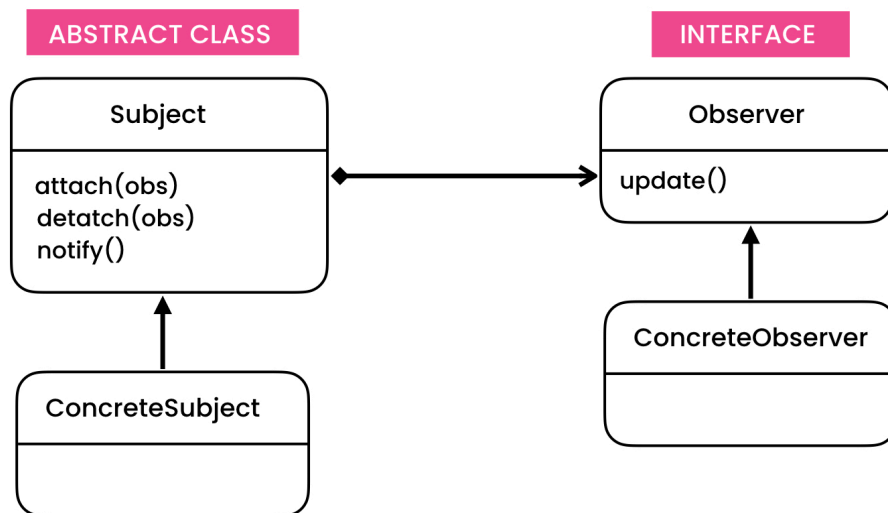 ABSTRACT CLASS
Subject
attach(obs)
detatch(obs)
notify()
ConcreteSubject
INTERFACE
Observer
update()
ConcreteObserver